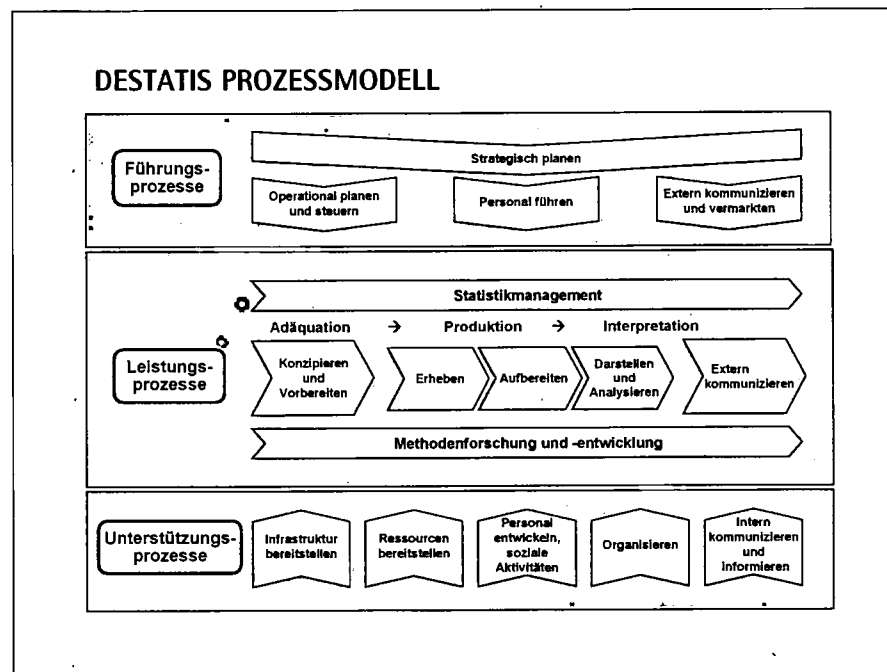 DESTATIS PROZESSMODELL
Führungs-
prozesse
Strategisch planen
Operational planen
und steuern
Personal führen
Extern kommunizieren
und vermarkten
Leistungs-
prozesse
Statistikmanagement
Adäquation → Produktion → Interpretation
Konzipieren
und
Vorbereiten
Erheben
Aufbereiten
Darstellen
und
Analysieren
Extern
kommunizieren
Methodenforschung und -entwicklung
Unterstützungs-
prozesse
Infrastruktur
bereitstellen
Ressourcen
bereitstellen
Personal
entwickeln,
soziale
Aktivitäten
Organisieren
Intern
kommunizieren
und
informieren